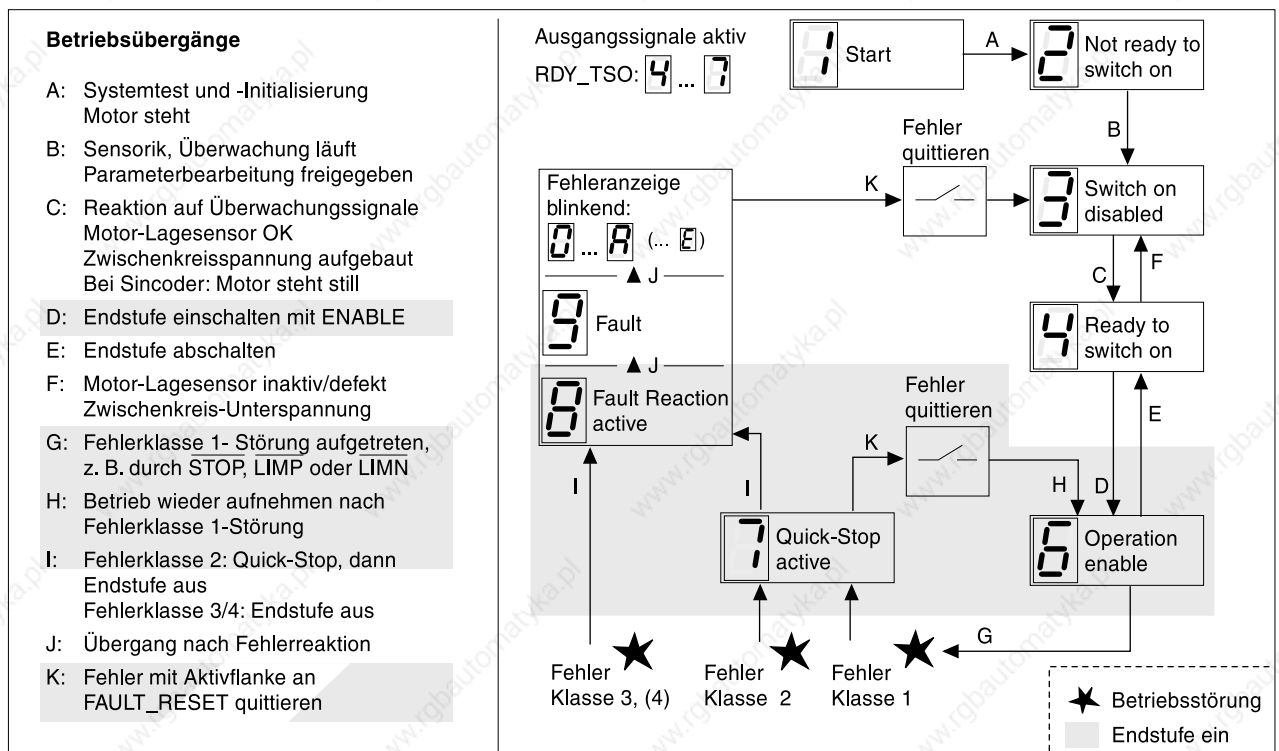 Betriebsübergänge
A: Systemtest und -Initialisierung
Motor steht
B: Sensorik, Überwachung läuft
Parameterbearbeitung freigegeben
C: Reaktion auf Überwachungssignale
Motor-Lagesensor OK
Zwischenkreisspannung aufgebaut
Bei Sincoder: Motor steht still
D: Endstufe einschalten mit ENABLE
E: Endstufe abschalten
F: Motor-Lagesensor inaktiv/defekt
Zwischenkreis-Unterspannung
G: Fehlerklasse 1- Störung aufgetreten,
z. B. durch STOP, LIMP oder LIMN
H: Betrieb wieder aufnehmen nach
Fehlerklasse 1-Störung
I: Fehlerklasse 2: Quick-Stop, dann
Endstufe aus
Fehlerklasse 3/4: Endstufe aus
J: Übergang nach Fehlerreaktion
K: Fehler mit Aktivflanke an
FAULT_RESET quittieren
Ausgangssignale aktiv
RDY_TSO: 4 ... 7
1 Start
A
2 Not ready to
switch on
B
Fehler
quittieren
K
3 Switch on
disabled
Fehleranzeige
blinkend:
0 ... A (... E)
J
9 Fault
J
8 Fault Reaction
active
C
F
4 Ready to
switch on
Fehler
quittieren
K
E
I
I
H
D
7 Quick-Stop
active
6 Operation
enable
G
Fehler
Klasse 3, (4)
Fehler
Klasse 2
Fehler
Klasse 1
Betriebsstörung
Endstufe ein
www.rgbautomatyka.pl